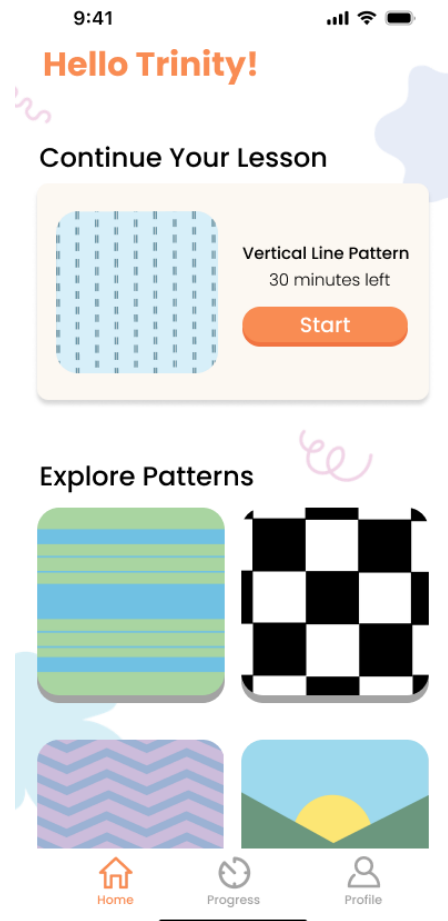 9:41
Hello Trinity!
Continue Your Lesson
Vertical Line Pattern
30 minutes left
Start
Explore Patterns
Home
Progress
Profile